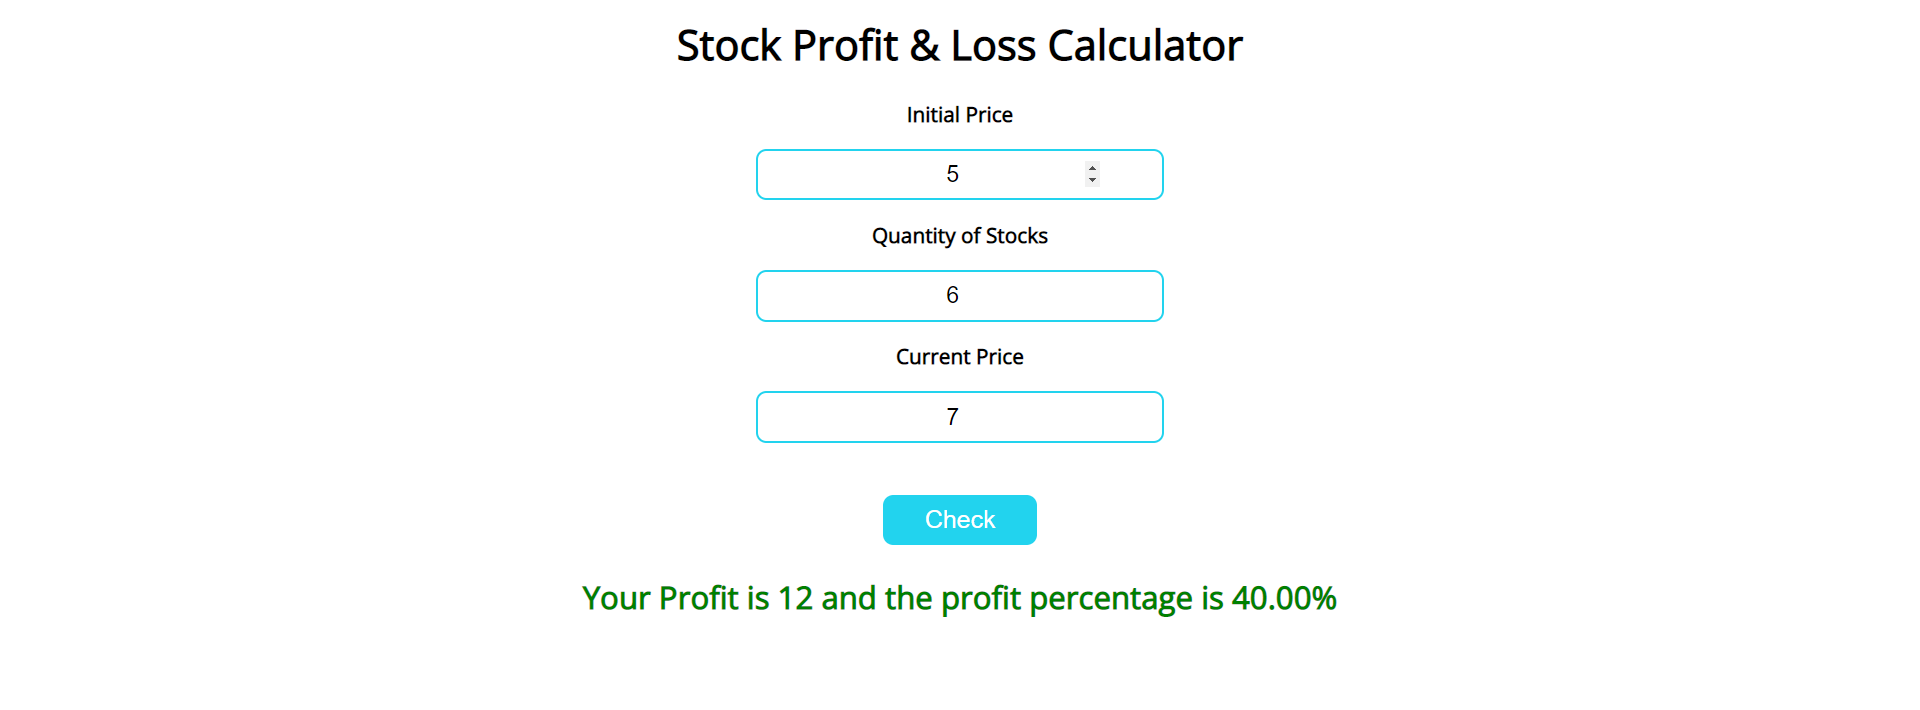 Stock Profit & Loss Calculator
Initial Price
5
Quantity of Stocks
6
Current Price
7
Check
Your Profit is 12 and the profit percentage is 40.00%